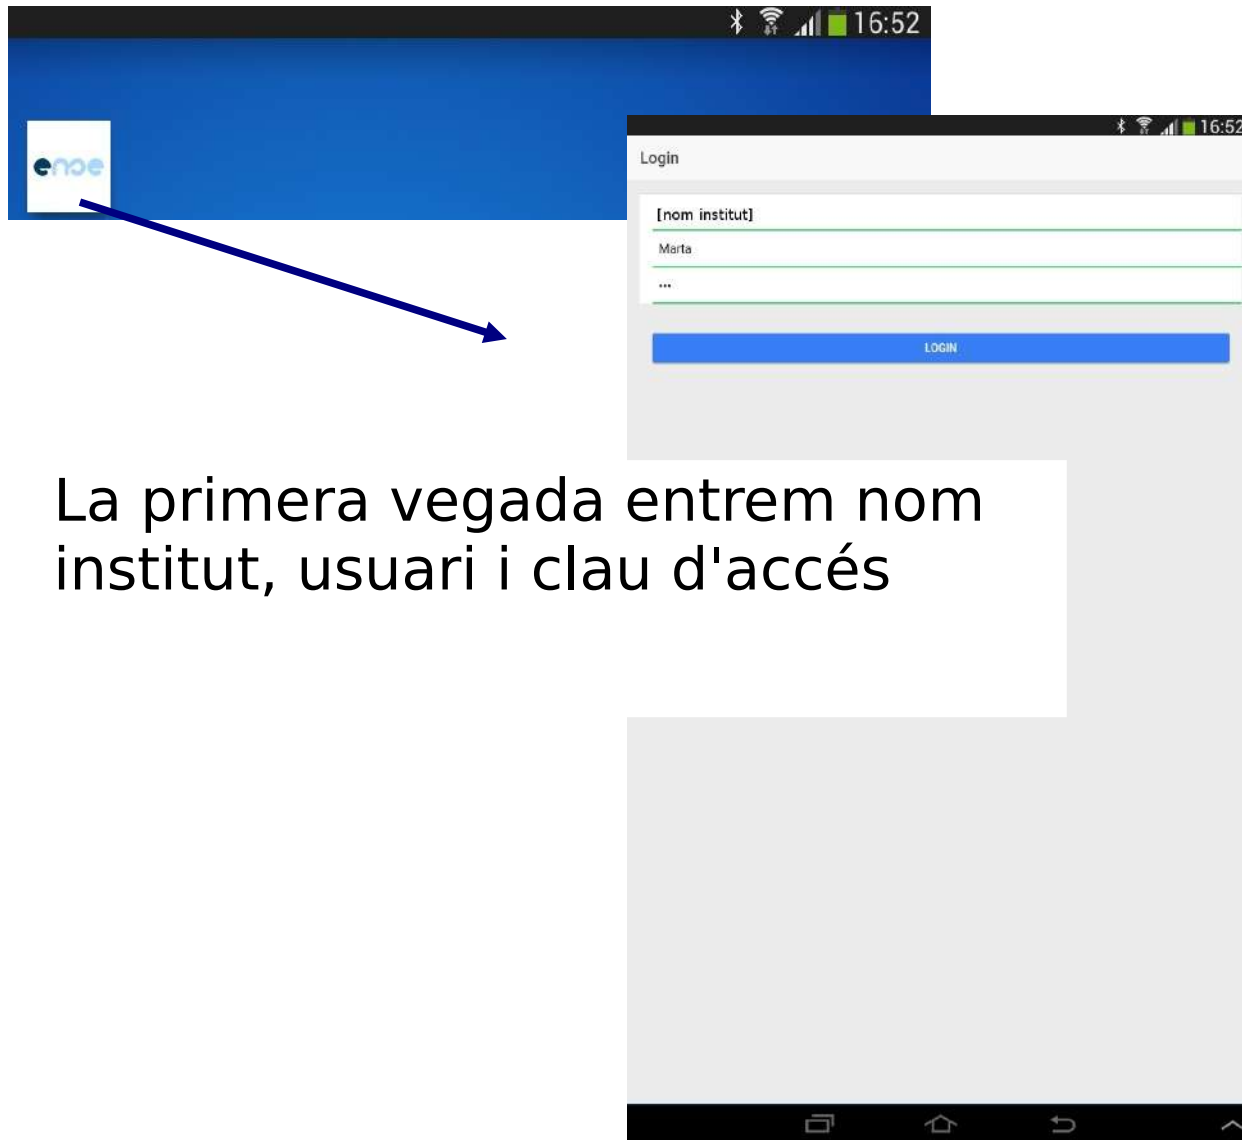 16:52
enoe
16:52
Login
[nom institut]
Marta
...
LOGIN
La primera vegada entrem nom
institut, usuari i clau d'accés